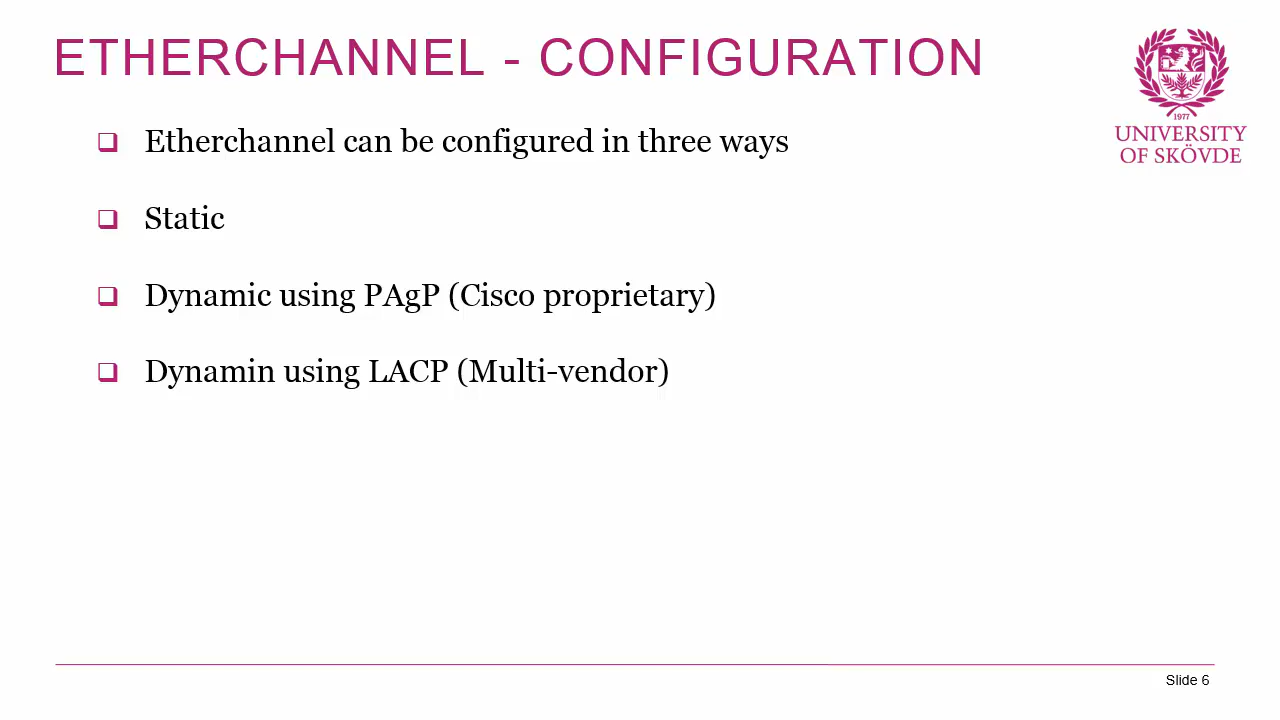 ETHERCHANNEL - CONFIGURATION
1977
UNIVERSITY
OF SKÖVDE
Etherchannel can be configured in three ways
Static
Dynamic using PAgP (Cisco proprietary)
Dynamin using LACP (Multi-vendor)
Slide 6